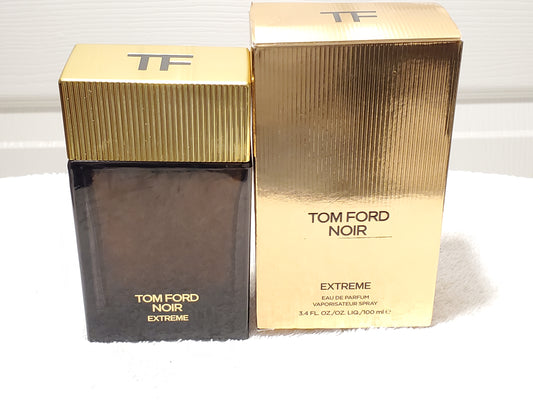 TF
TOM FORD
NOIR
EXTREME
TF
TOM FORD
NOIR
EXTREME
EAU DE PARFUM
VAPORISATEUR SPRAY
3.4 FL. OZ./OZ. LIQ./100 ml ℮